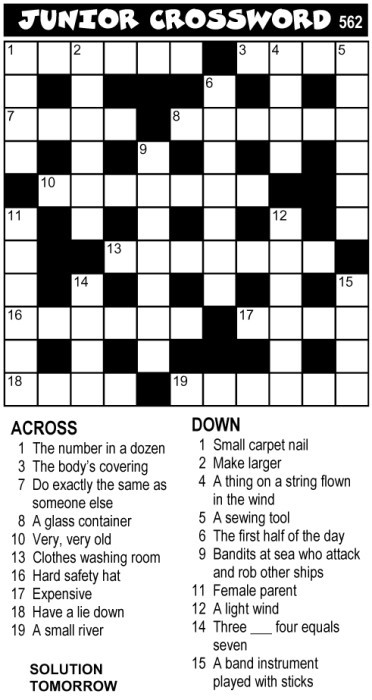 JUNIOR CROSSWORD 562
1 2 3 4 5
6
7 8
9
10
11 12
13
14 15
16 17
18 19
ACROSS
1 The number in a dozen
3 The body's covering
7 Do exactly the same as
someone else
8 A glass container
10 Very, very old
13 Clothes washing room
16 Hard safety hat
17 Expensive
18 Have a lie down
19 A small river
SOLUTION
TOMORROW
DOWN
1 Small carpet nail
2 Make larger
4 A thing on a string flown
in the wind
5 A sewing tool
6 The first half of the day
9 Bandits at sea who attack
and rob other ships
11 Female parent
12 A light wind
14 Three ___ four equals
seven
15 A band instrument
played with sticks